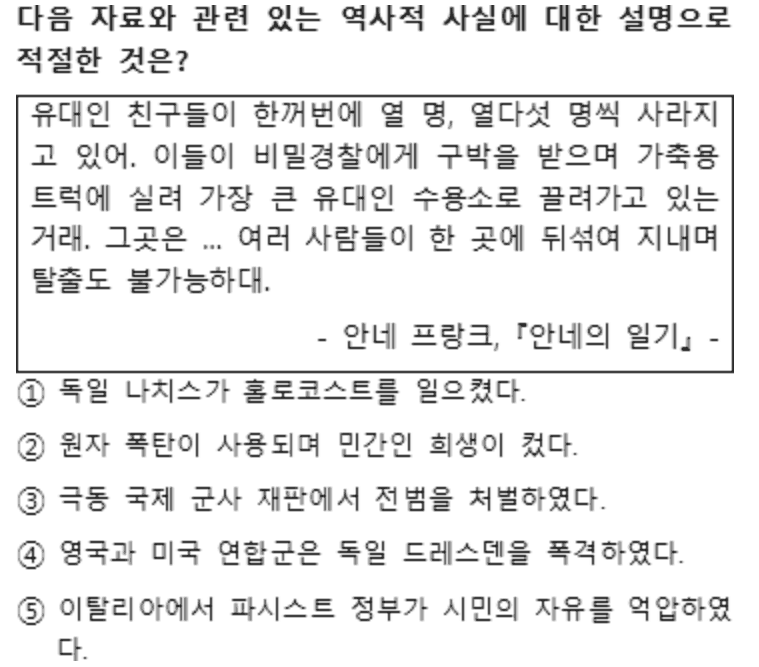 다음 자료와 관련 있는 역사적 사실에 대한 설명으로
적절한 것은?
유대인 친구들이 한꺼번에 열 명, 열다섯 명씩 사라지
고 있어. 이들이 비밀경찰에게 구박을 받으며 가축용
트럭에 실려 가장 큰 유대인 수용소로 끌려가고 있는
거래. 그곳은 ... 여러 사람들이 한 곳에 뒤섞여 지내며
탈출도 불가능하대.
- 안네 프랑크, 『안네의 일기』 -
① 독일 나치스가 홀로코스트를 일으켰다.
② 원자 폭탄이 사용되며 민간인 희생이 컸다.
③ 극동 국제 군사 재판에서 전범을 처벌하였다.
④ 영국과 미국 연합군은 독일 드레스덴을 폭격하였다.
⑤ 이탈리아에서 파시스트 정부가 시민의 자유를 억압하였
다.